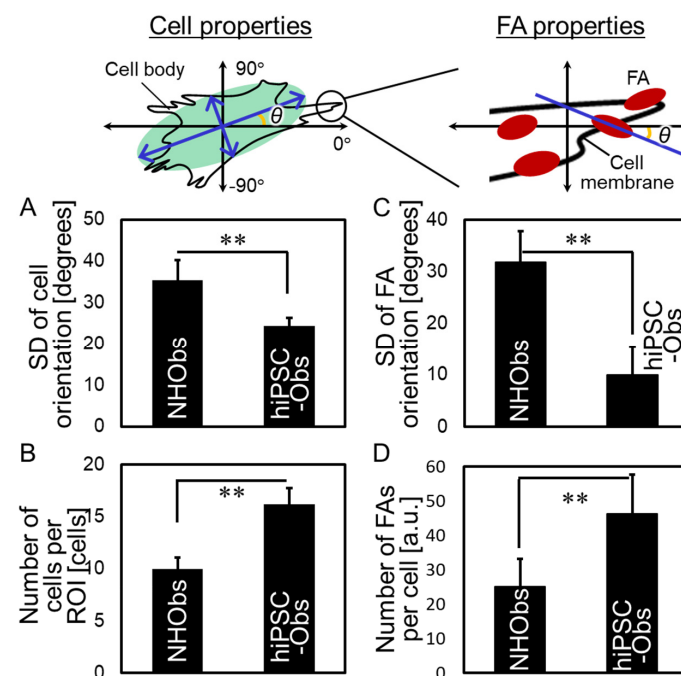 Cell properties
FA properties
Cell body
90°
θ
0°
-90°
FA
θ
Cell
membrane
A
SD of cell
orientation [degrees]
50
40
30
20
10
0
**
NHObs
hiPSC
-Obs
C
SD of FA
orientation [degrees]
40
30
20
10
0
**
NHObs
hiPSC
-Obs
B
Number of
cells per
ROI [cells]
20
15
10
5
0
**
NHObs
hiPSC
-Obs
D
Number of FAs
per cell [a.u.]
60
50
40
30
20
10
0
**
NHObs
hiPSC
-Obs